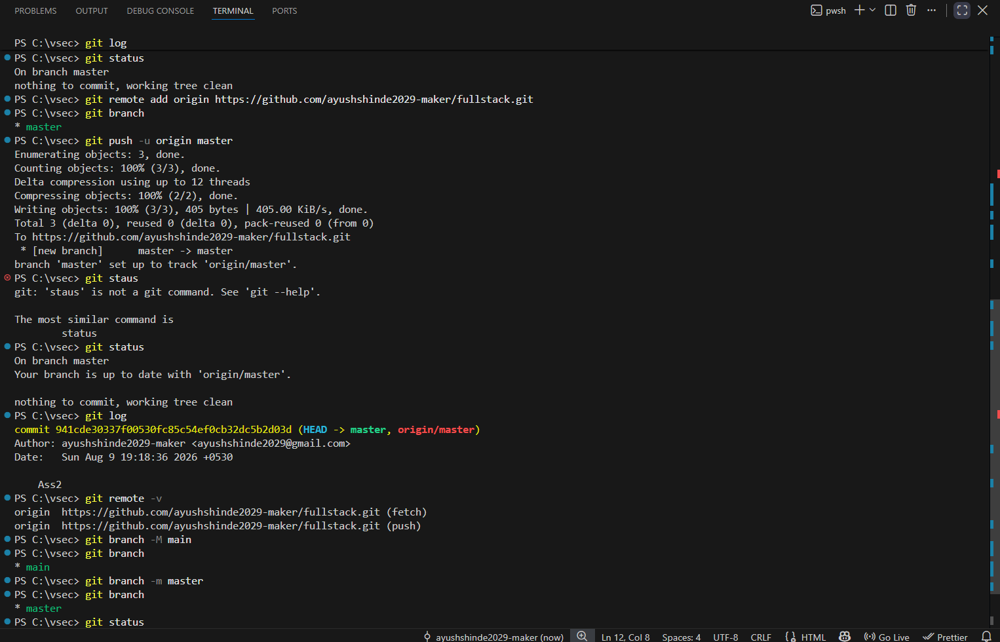 PROBLEMS OUTPUT DEBUG CONSOLE TERMINAL PORTS pwsh
PS C:\vsec> git log
PS C:\vsec> git status
On branch master
nothing to commit, working tree clean
PS C:\vsec> git remote add origin https://github.com/ayushshinde2029-maker/fullstack.git
PS C:\vsec> git branch
* master
PS C:\vsec> git push -u origin master
Enumerating objects: 3, done.
Counting objects: 100% (3/3), done.
Delta compression using up to 12 threads
Compressing objects: 100% (2/2), done.
Writing objects: 100% (3/3), 405 bytes | 405.00 KiB/s, done.
Total 3 (delta 0), reused 0 (delta 0), pack-reused 0 (from 0)
To https://github.com/ayushshinde2029-maker/fullstack.git
 * [new branch]      master -> master
branch 'master' set up to track 'origin/master'.
PS C:\vsec> git staus
git: 'staus' is not a git command. See 'git --help'.

The most similar command is
        status
PS C:\vsec> git status
On branch master
Your branch is up to date with 'origin/master'.

nothing to commit, working tree clean
PS C:\vsec> git log
commit 941cde30337f00530fc85c54ef0cb32dc5b2d03d (HEAD -> master, origin/master)
Author: ayushshinde2029-maker <ayushshinde2029@gmail.com>
Date:   Sun Aug 9 19:18:36 2026 +0530

    Ass2
PS C:\vsec> git remote -v
origin  https://github.com/ayushshinde2029-maker/fullstack.git (fetch)
origin  https://github.com/ayushshinde2029-maker/fullstack.git (push)
PS C:\vsec> git branch -M main
PS C:\vsec> git branch
* main
PS C:\vsec> git branch -m master
PS C:\vsec> git branch
* master
PS C:\vsec> git status
ayushshinde2029-maker (now) Ln 12, Col 8 Spaces: 4 UTF-8 CRLF HTML Go Live Prettier